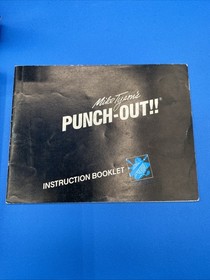 Mike Tyson's
PUNCH-OUT!!
INSTRUCTION BOOKLET